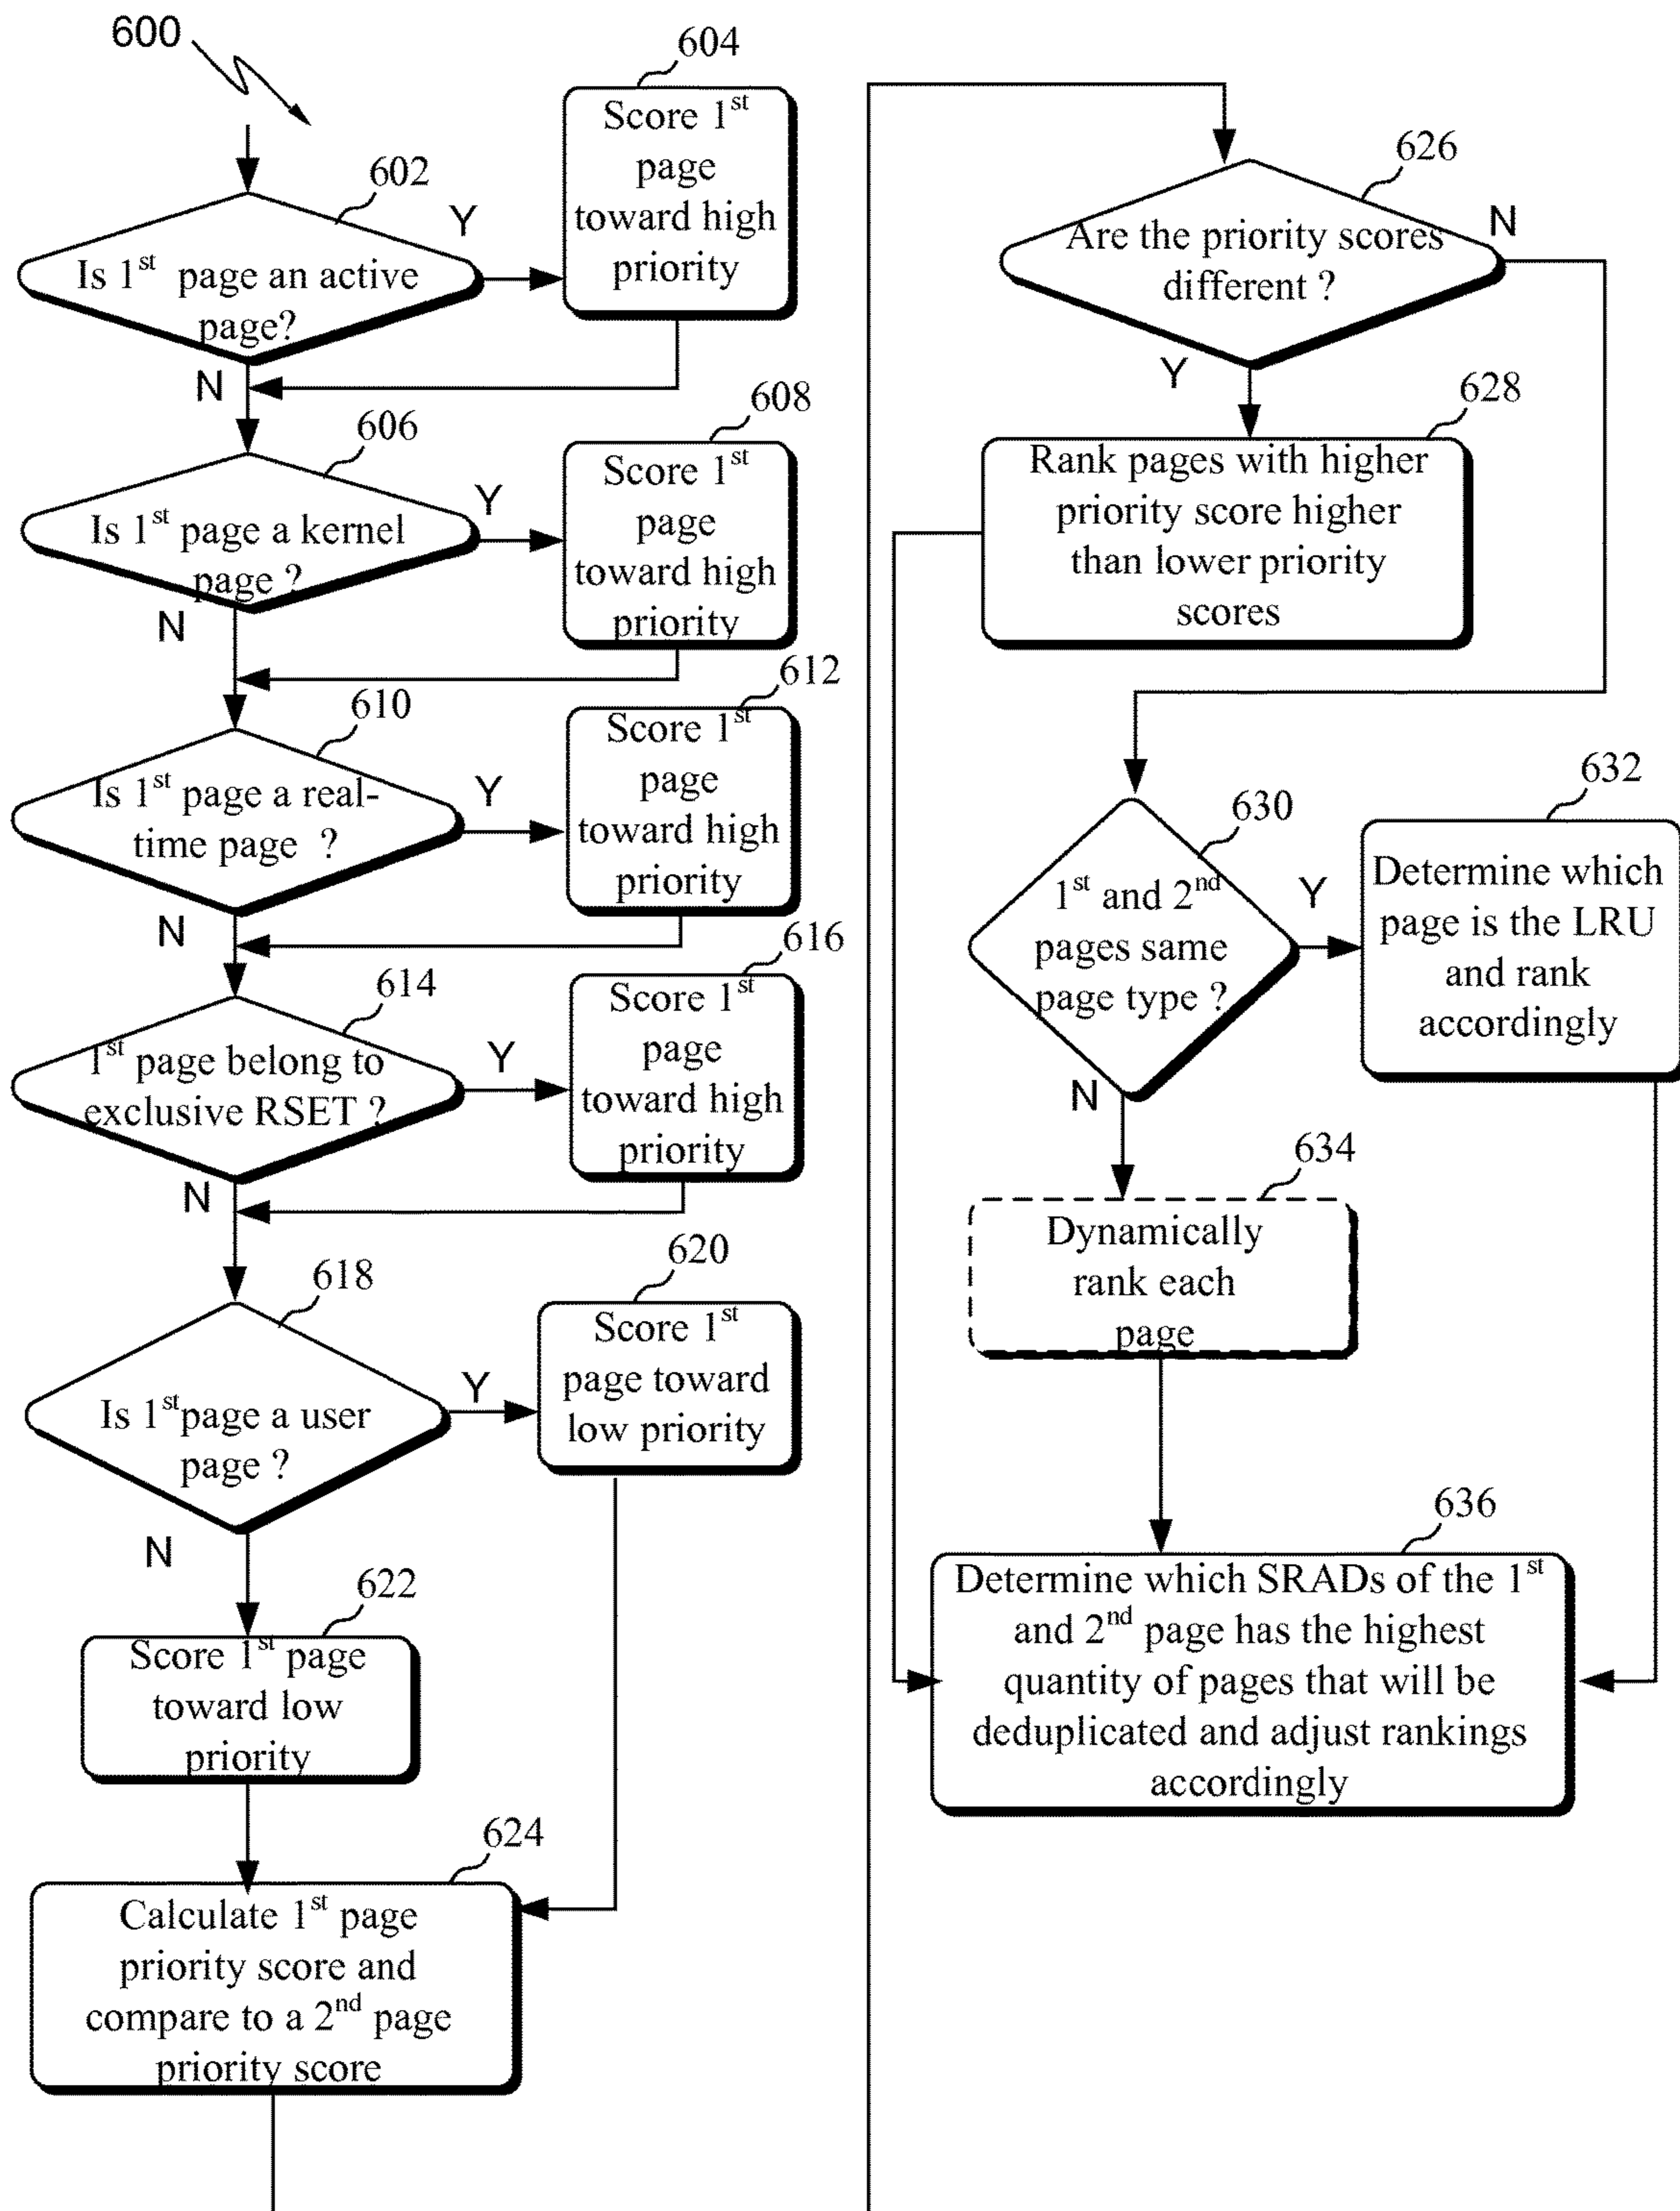 600
604
Score 1st
page
toward high
priority
602
Y
Is 1st page an active
page?
N
608
Score 1st
page
toward high
priority
606
Y
Is 1st page a kernel
page ?
N
612
Score 1st
page
toward high
priority
610
Y
Is 1st page a real-
time page ?
N
616
Score 1st
page
toward high
priority
614
Y
1st page belong to
exclusive RSET ?
N
620
Score 1st
page toward
low priority
618
Y
Is 1st page a user
page ?
N
622
Score 1st page
toward low
priority
624
Calculate 1st page
priority score and
compare to a 2nd page
priority score
626
N
Are the priority scores
different ?
Y
628
Rank pages with higher
priority score higher
than lower priority
scores
630
1st and 2nd
pages same
page type ?
Y
N
632
Determine which
page is the LRU
and rank
accordingly
634
Dynamically
rank each
page
636
Determine which SRADs of the 1st
and 2nd page has the highest
quantity of pages that will be
deduplicated and adjust rankings
accordingly